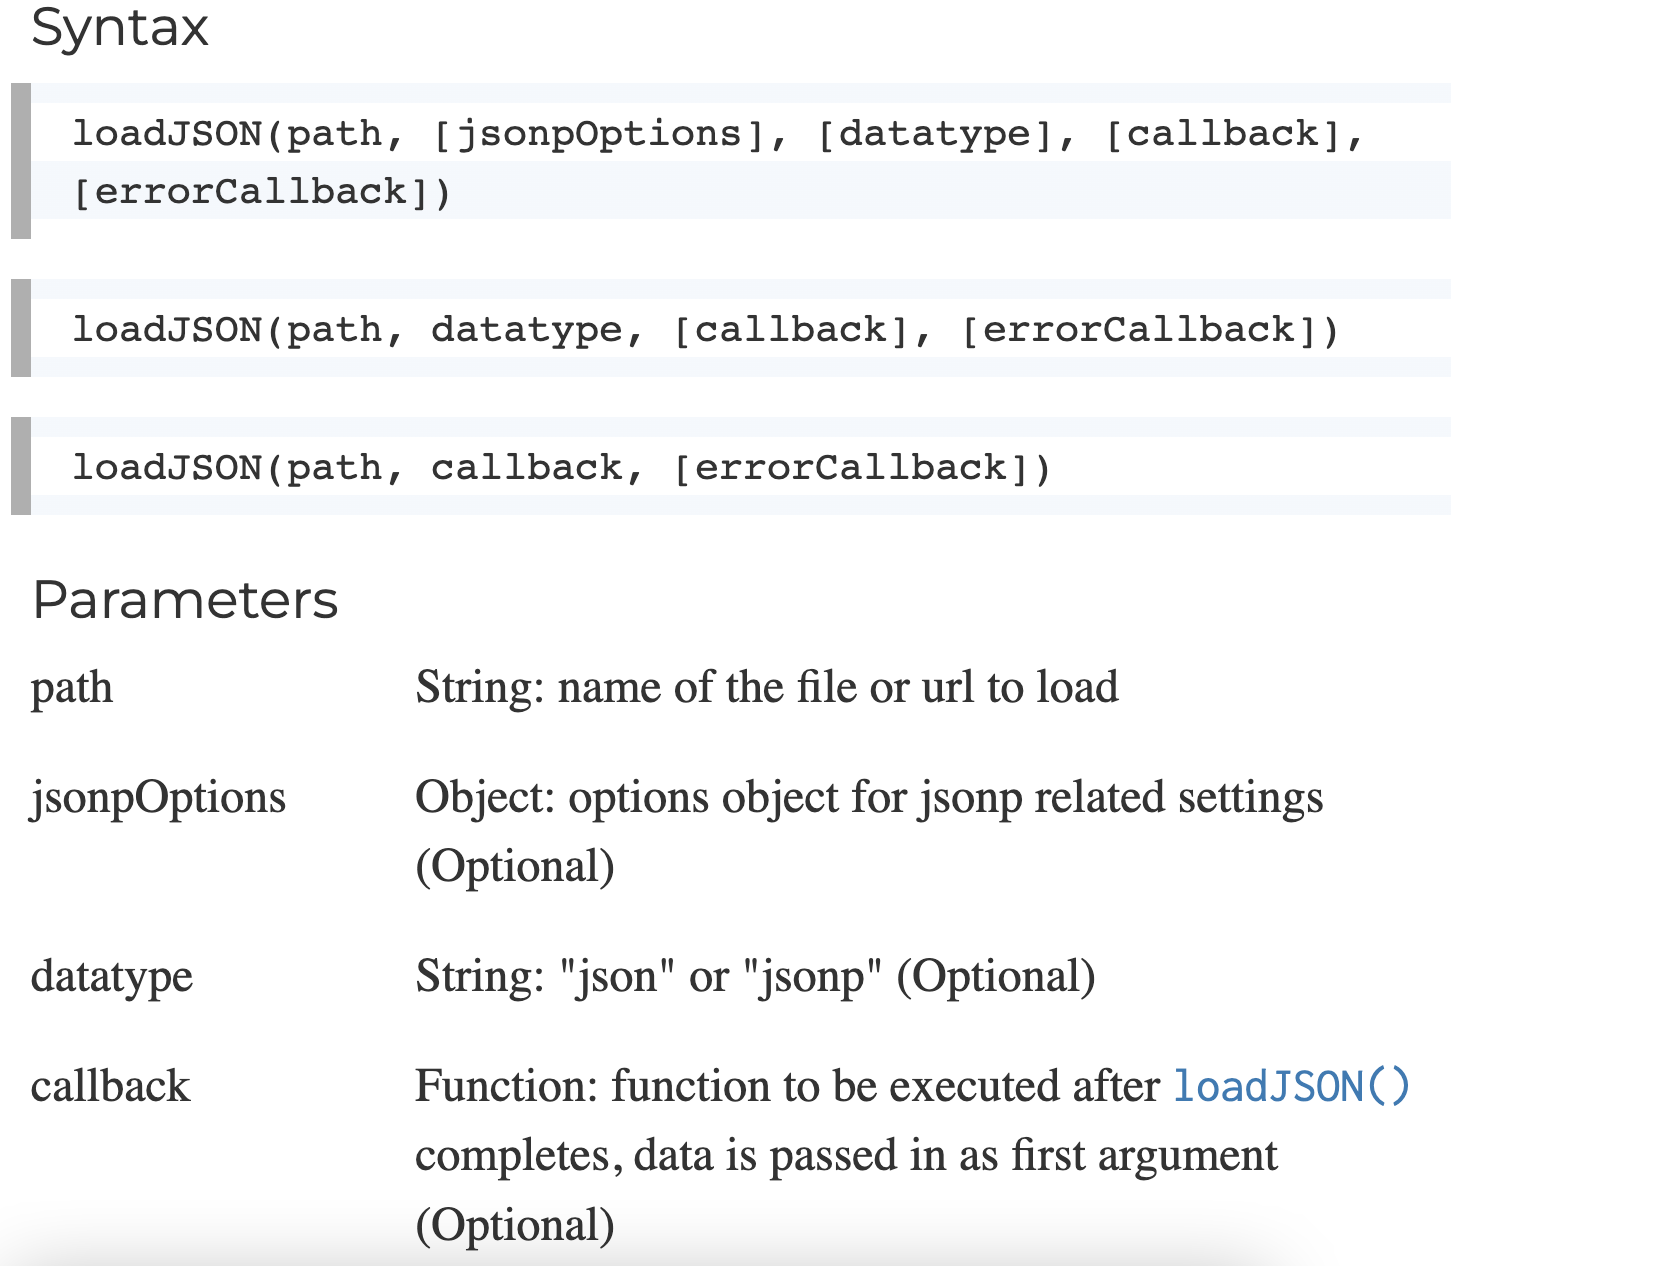 Syntax
loadJSON(path, [jsonpOptions], [datatype], [callback],
[errorCallback])
loadJSON(path, datatype, [callback], [errorCallback])
loadJSON(path, callback, [errorCallback])
Parameters
path String: name of the file or url to load
jsonpOptions Object: options object for jsonp related settings
(Optional)
datatype String: "json" or "jsonp" (Optional)
callback Function: function to be executed after loadJSON()
completes, data is passed in as first argument
(Optional)